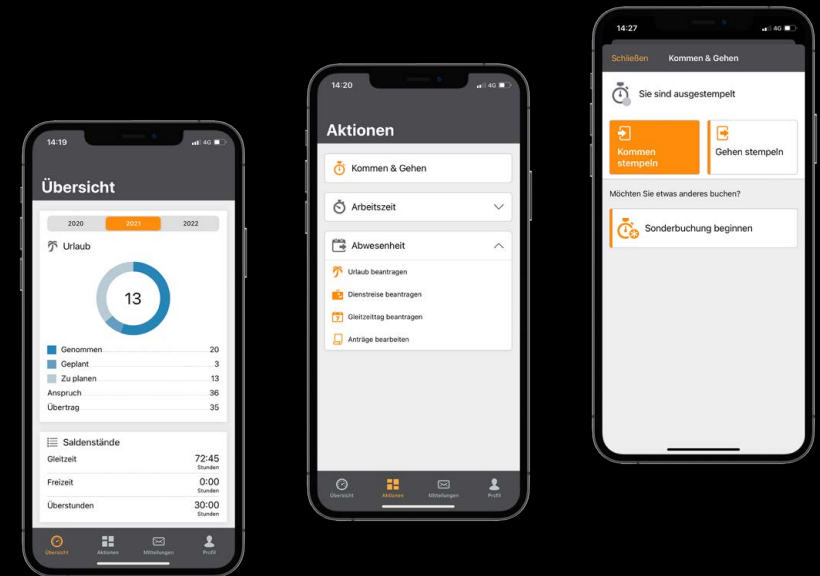 14:19
4G
Übersicht
2020 2021 2022
Urlaub
13
Genommen 20
Geplant 3
Zu planen 13
Anspruch 36
Übertrag 35
Saldenstände
Gleitzeit 72:45
Stunden
Freizeit 0:00
Stunden
Überstunden 30:00
Stunden
Übersicht Aktionen Mitteilungen Profil
14:20
4G
Aktionen
Kommen & Gehen
Arbeitszeit
Abwesenheit
Urlaub beantragen
Dienstreise beantragen
Gleitzeittag beantragen
Anträge bearbeiten
Übersicht Aktionen Mitteilungen Profil
14:27
4G
Schließen Kommen & Gehen
Sie sind ausgestempelt
Kommen
stempeln
Gehen stempeln
Möchten Sie etwas anderes buchen?
Sonderbuchung beginnen